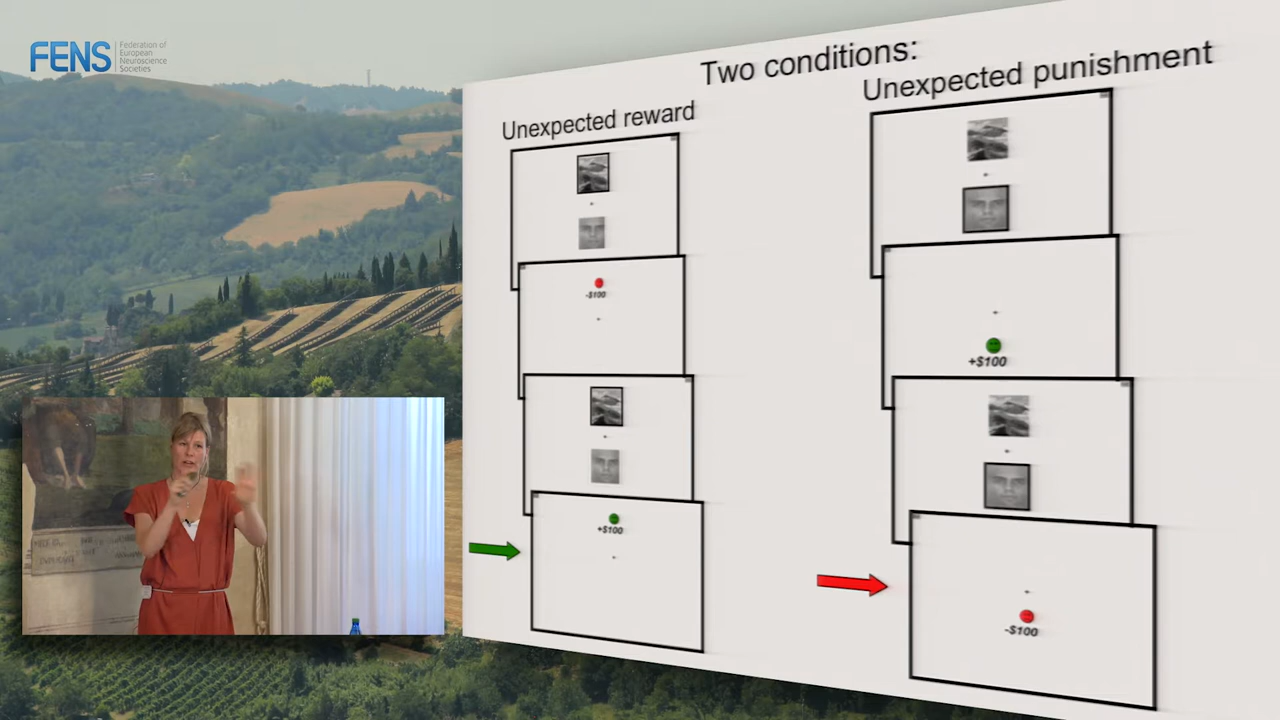 FENS
Federation of
European
Neuroscience
Societies
Two conditions:
Unexpected reward
Unexpected punishment
-$100
+$100
+$100
-$100